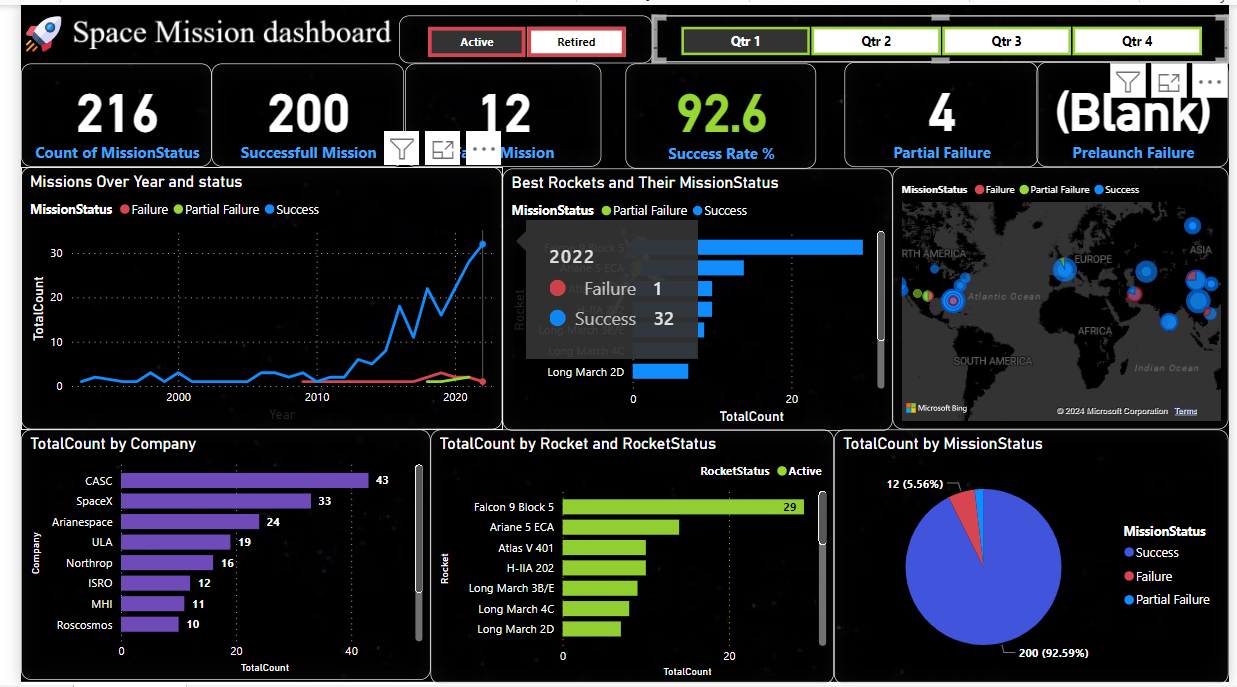 Space Mission dashboard
Active
Retired
Qtr 1
Qtr 2
Qtr 3
Qtr 4
216
Count of MissionStatus
200
Successfull Mission
12
Mission
92.6
Success Rate %
4
Partial Failure
(Blank)
Prelaunch Failure
Missions Over Year and status
MissionStatus Failure Partial Failure Success
TotalCount
30
20
10
0
2000
2010
2020
Year
Best Rockets and Their MissionStatus
MissionStatus Partial Failure Success
Rocket
2022
Failure 1
Success 32
Falcon 9 Block 5
Ariane 5 ECA
Long March 4C
Long March 2D
0
20
TotalCount
MissionStatus Failure Partial Failure Success
RTH AMERICA
EUROPE
ASIA
Atlantic Ocean
AFRICA
SOUTH AMERICA
Indian Ocean
Microsoft Bing
© 2024 Microsoft Corporation Terms
TotalCount by Company
Company
CASC 43
SpaceX 33
Arianespace 24
ULA 19
Northrop 16
ISRO 12
MHI 11
Roscosmos 10
0
20
40
TotalCount
TotalCount by Rocket and RocketStatus
RocketStatus Active
Rocket
Falcon 9 Block 5 29
Ariane 5 ECA
Atlas V 401
H-IIA 202
Long March 3B/E
Long March 4C
Long March 2D
0
20
TotalCount
TotalCount by MissionStatus
12 (5.56%)
200 (92.59%)
MissionStatus
Success
Failure
Partial Failure